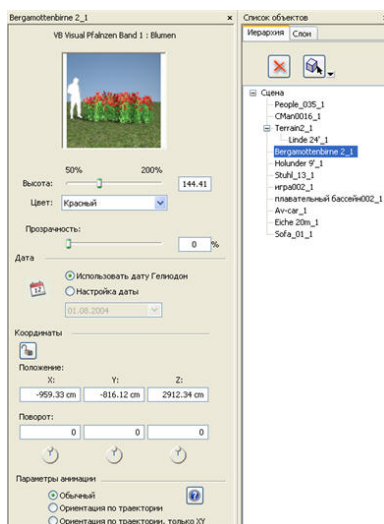 Bergamottenbirne 2_1
VB Visual Pfalnzen Band 1 : Blumen
50% 200%
Высота: 144.41
Цвет: Красный
Прозрачность:
0 %
Дата
12
Использовать дату Гелиодон
Настройка даты
01.08.2004
Координаты
Положение:
X: Y: Z:
-959.33 cm -816.12 cm 2912.34 cm
Поворот:
0 0 0
Параметры анимации
Обычный
Ориентация по траектории
Ориентация по траектории, только XY
Список объектов
Иерархия Слои
Сцена
People_035_1
CMan0016_1
Terrain2_1
Linde 24'_1
Bergamottenbirne 2_1
Holunder 9'_1
Stuhl_13_1
игра002_1
плавательный бассейн002_1
Av-car_1
Eiche 20m_1
Sofa_01_1